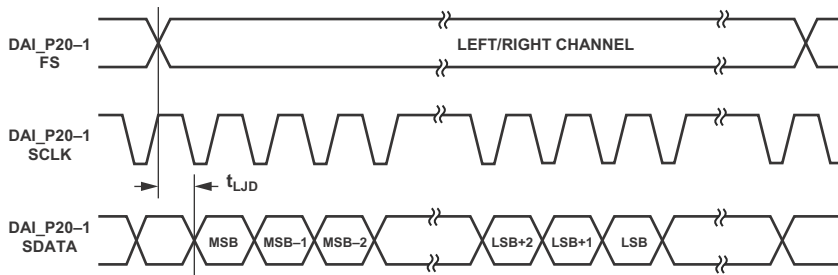 DAI_P20–1
FS
LEFT/RIGHT CHANNEL
DAI_P20–1
SCLK
tLJD
DAI_P20–1
SDATA
MSB
MSB–1
MSB–2
LSB+2
LSB+1
LSB